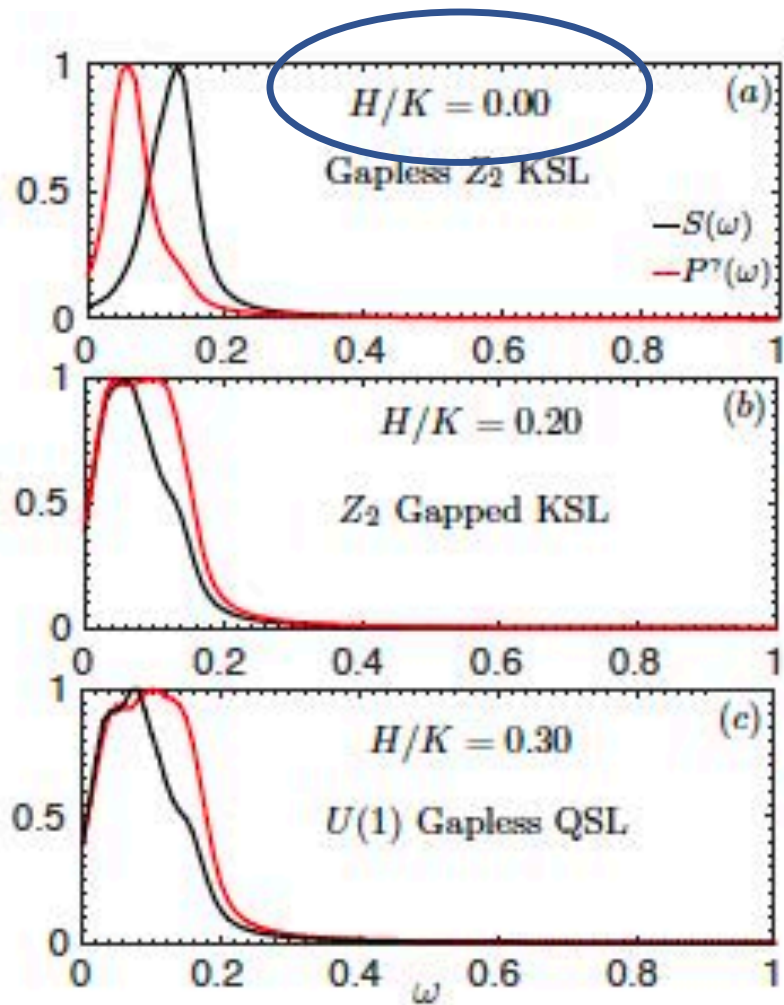 1
H/K = 0.00
(a)
Gapless Z₂ KSL
0.5
S(ω)
Pᵞ(ω)
0
0 0.2 0.4 0.6 0.8 1
1
(b)
H/K = 0.20
0.5
Z₂ Gapped KSL
0
0 0.2 0.4 0.6 0.8 1
1
(c)
H/K = 0.30
0.5
U(1) Gapless QSL
0
0 0.2 0.4 0.6 0.8 1
ω